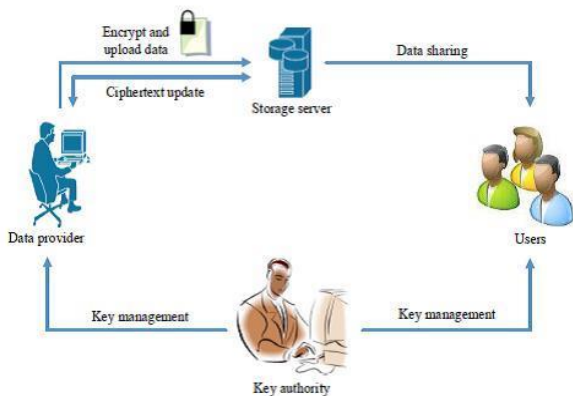 Encrypt and
upload data
Ciphertext update
Storage server
Data sharing
Data provider
Users
Key management
Key management
Key authority